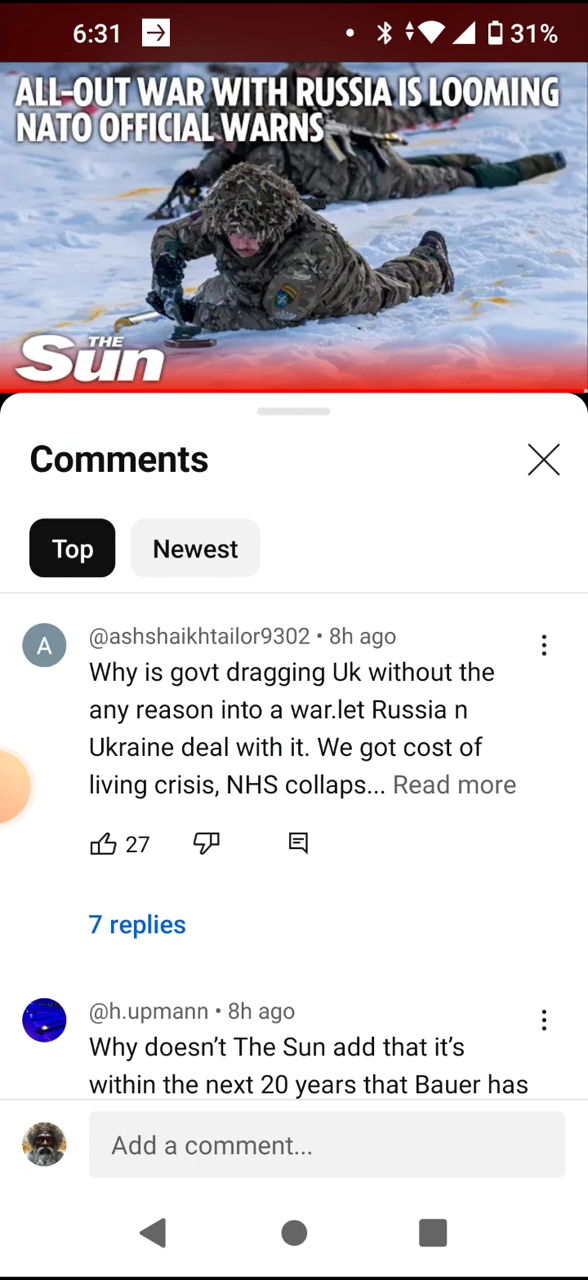 6:31
31%
ALL-OUT WAR WITH RUSSIA IS LOOMING
NATO OFFICIAL WARNS
THE
Sun
Comments
Top
Newest
A
@ashshaikhtailor9302 • 8h ago
Why is govt dragging Uk without the
any reason into a war.let Russia n
Ukraine deal with it. We got cost of
living crisis, NHS collaps... Read more
27
7 replies
@h.upmann • 8h ago
Why doesn’t The Sun add that it’s
within the next 20 years that Bauer has
Add a comment...